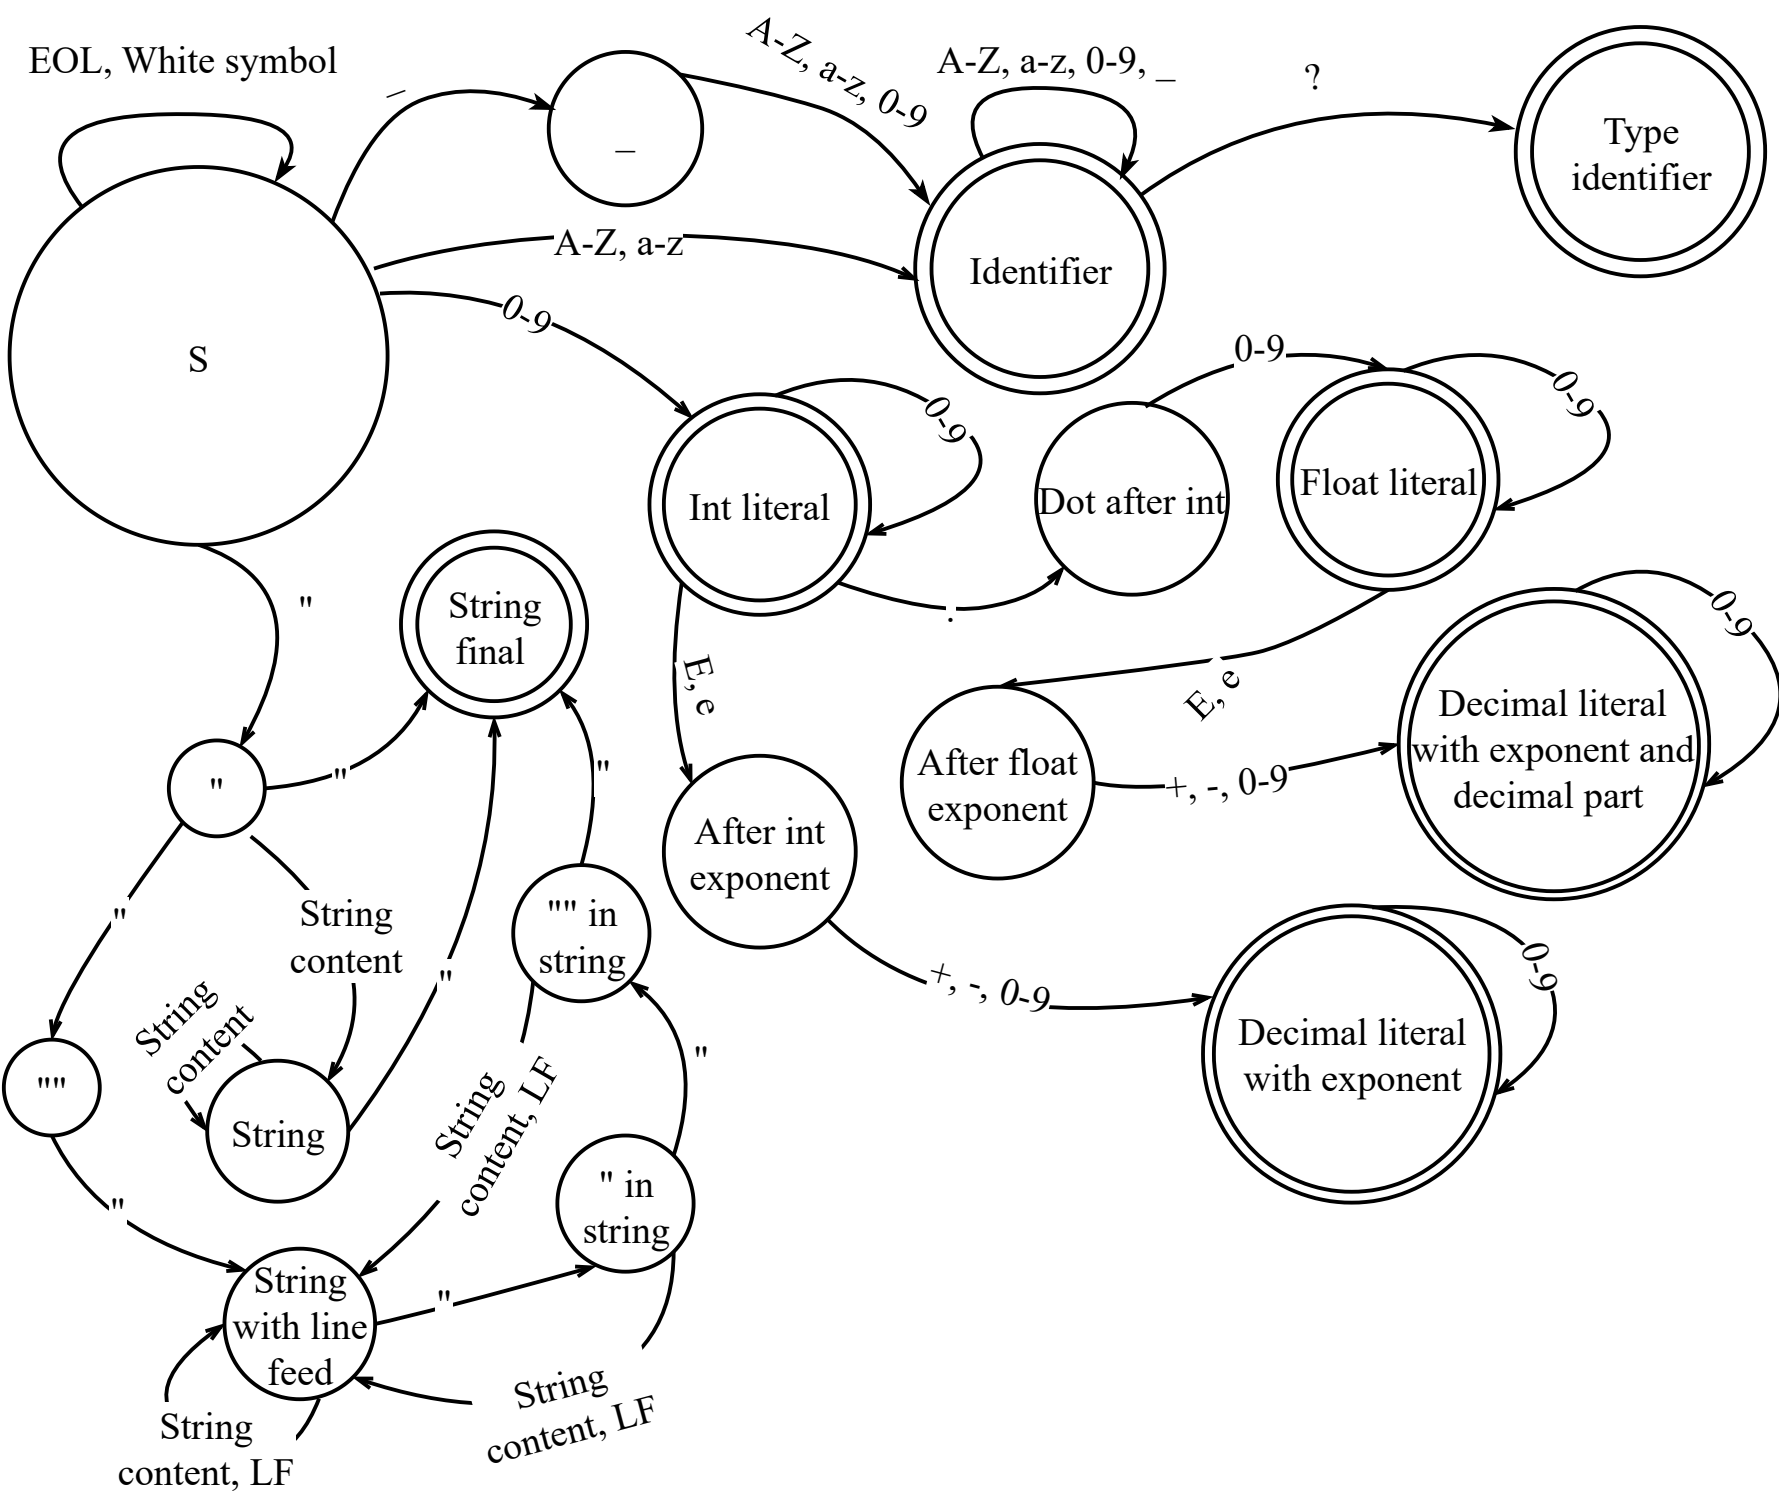 EOL, White symbol
_
A-Z, a-z, 0-9
A-Z, a-z, 0-9, _
?
Type
identifier
_
A-Z, a-z
Identifier
S
0-9
0-9
0-9
0-9
Int literal
Dot after int
Float literal
.
"
String
final
E, e
E, e
0-9
Decimal literal
with exponent and
decimal part
After float
exponent
+, -, 0-9
"
"
"
After int
exponent
"
String
content
"" in
string
"
+, -, 0-9
0-9
Decimal literal
with exponent
String
content
""
String
String
content, LF
"
" in
string
"
String
with line
feed
"
String
content, LF
String
content, LF